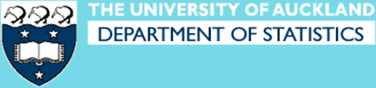 THE UNIVERSITY OF AUCKLAND
DEPARTMENT OF STATISTICS